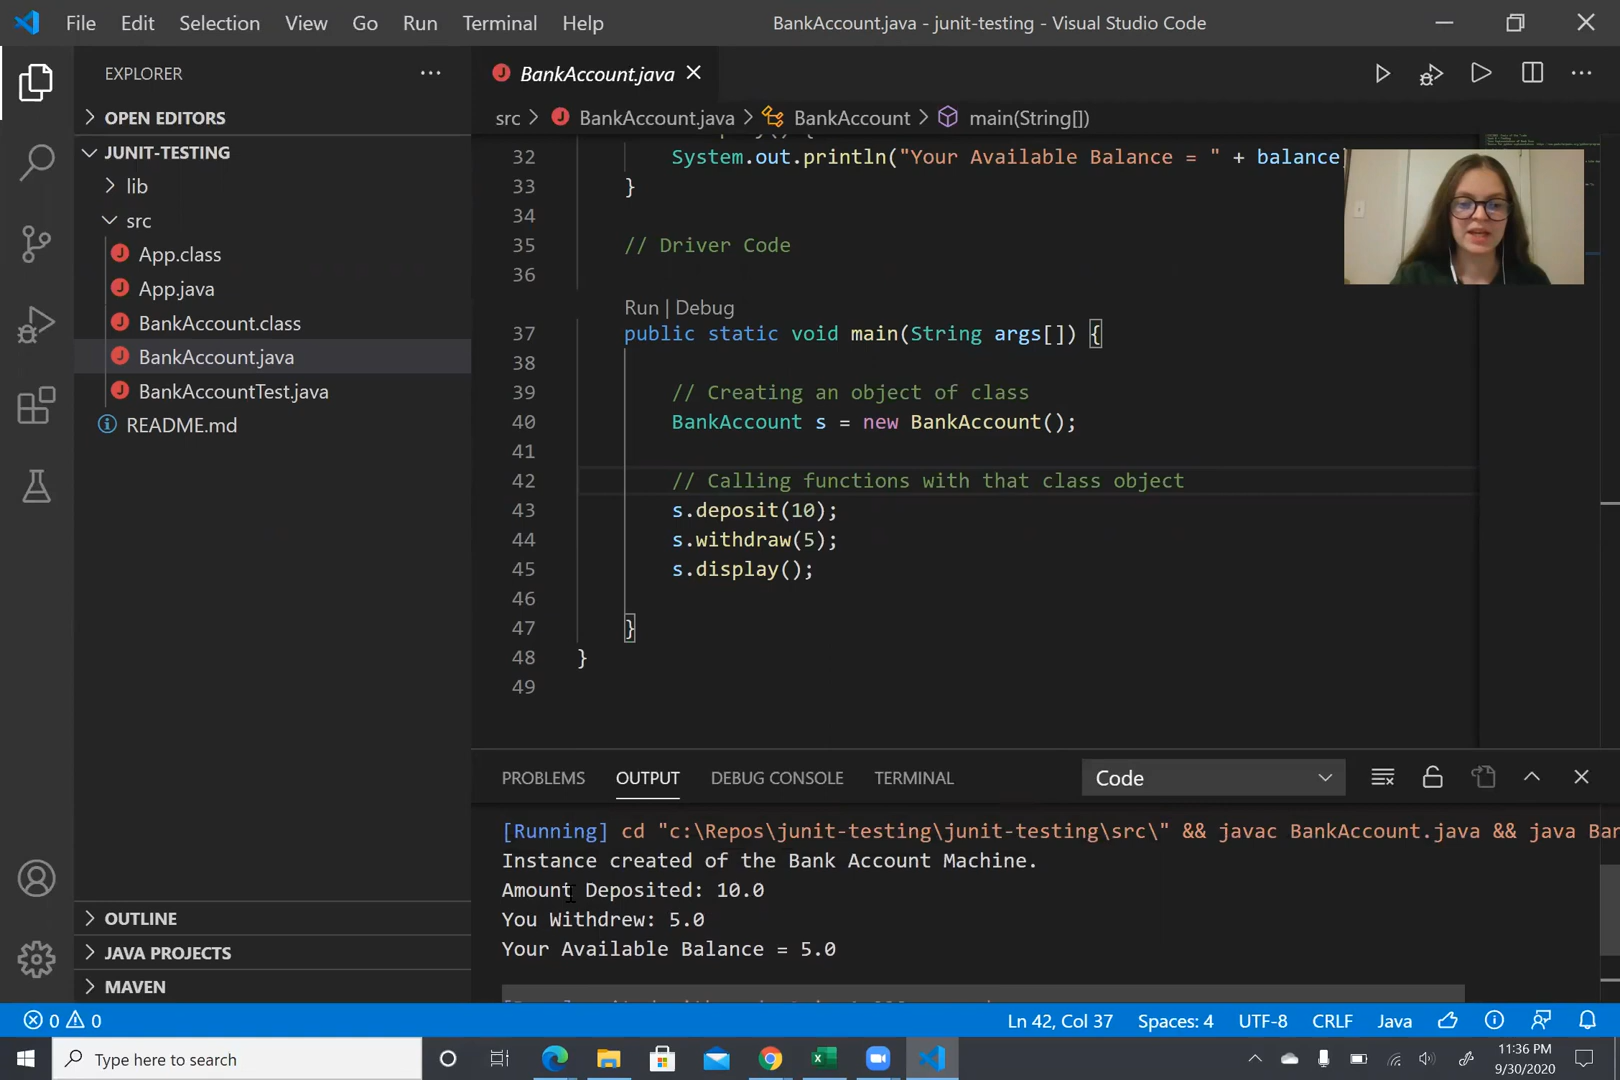 File Edit Selection View Go Run Terminal Help BankAccount.java - junit-testing - Visual Studio Code
EXPLORER
OPEN EDITORS
JUNIT-TESTING
lib
src
App.class
App.java
BankAccount.class
BankAccount.java
BankAccountTest.java
README.md
OUTLINE
JAVA PROJECTS
MAVEN
BankAccount.java
src > BankAccount.java > BankAccount > main(String[])
32 System.out.println("Your Available Balance = " + balance
33 }
34
35 // Driver Code
36
Run | Debug
37 public static void main(String args[]) {
38
39 // Creating an object of class
40 BankAccount s = new BankAccount();
41
42 // Calling functions with that class object
43 s.deposit(10);
44 s.withdraw(5);
45 s.display();
46
47 }
48 }
49
PROBLEMS OUTPUT DEBUG CONSOLE TERMINAL Code
[Running] cd "c:\Repos\junit-testing\junit-testing\src\" && javac BankAccount.java && java Ban
Instance created of the Bank Account Machine.
Amount Deposited: 10.0
You Withdrew: 5.0
Your Available Balance = 5.0
0 0 Ln 42, Col 37 Spaces: 4 UTF-8 CRLF Java
Type here to search
11:36 PM
9/30/2020